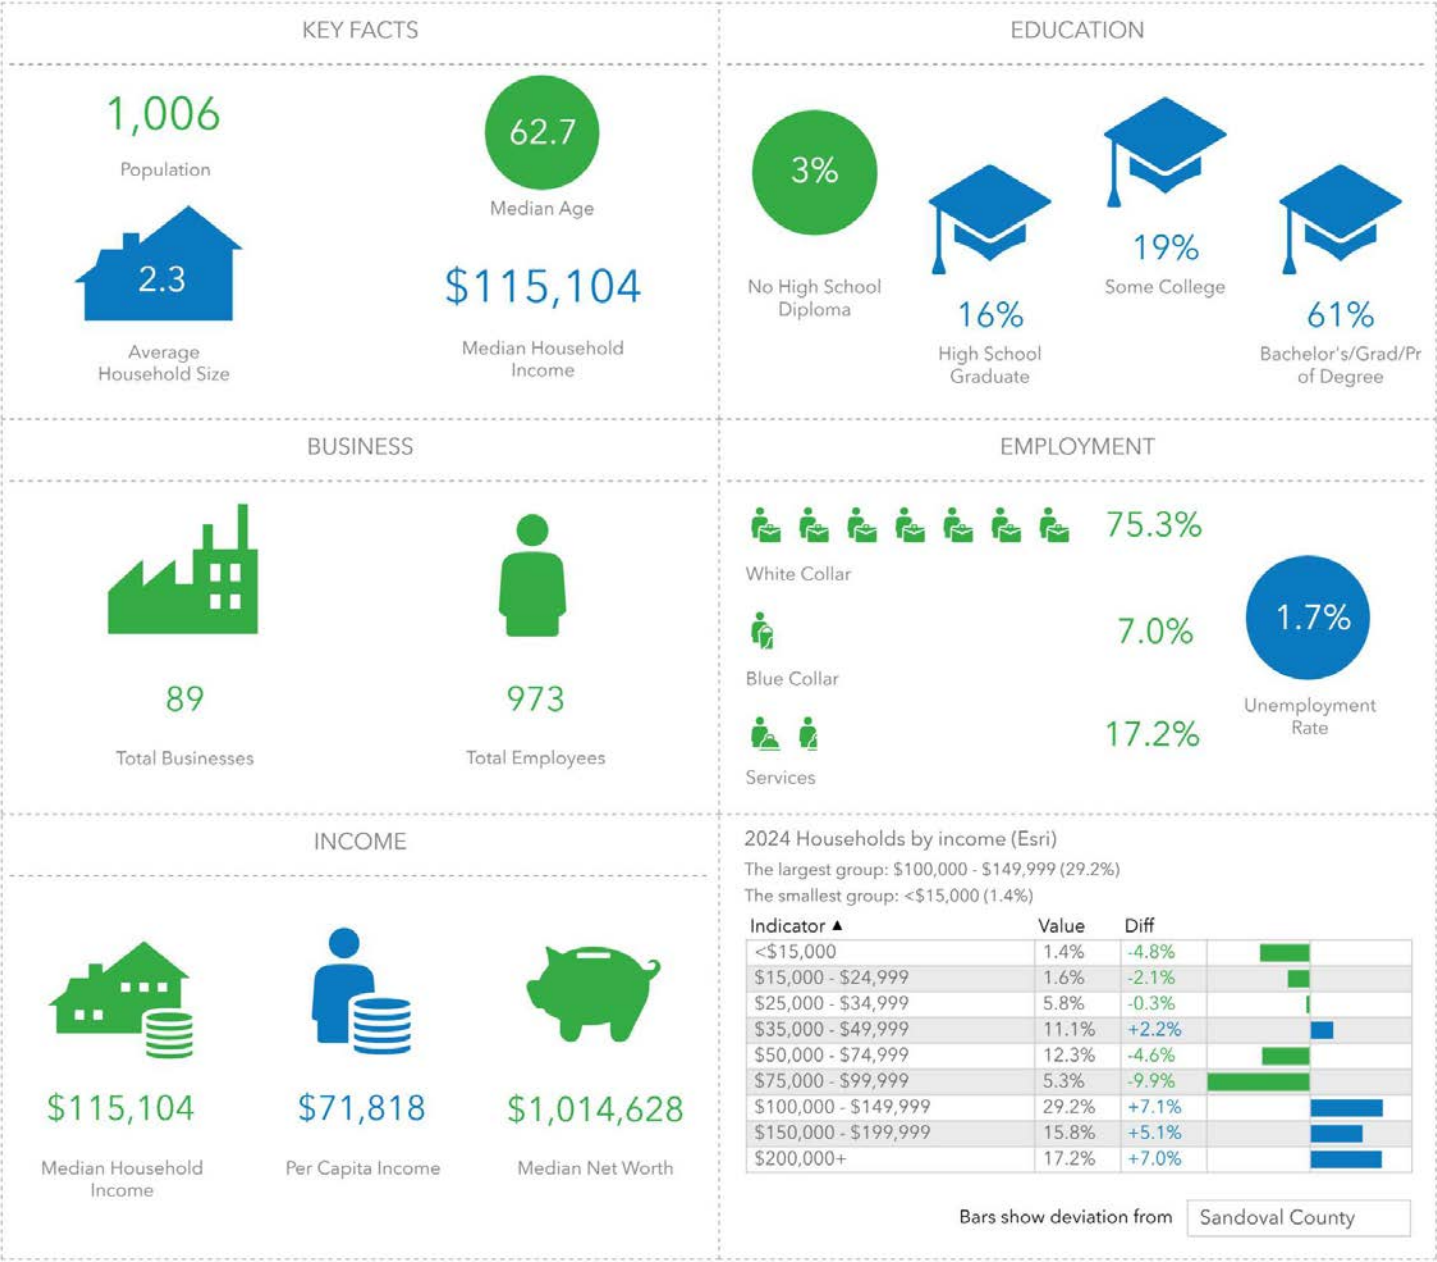 KEY FACTS
1,006
Population
62.7
Median Age
2.3
Average
Household Size
$115,104
Median Household
Income
EDUCATION
3%
No High School
Diploma
16%
High School
Graduate
19%
Some College
61%
Bachelor's/Grad/Pr
of Degree
BUSINESS
89
Total Businesses
973
Total Employees
EMPLOYMENT
75.3%
White Collar
7.0%
Blue Collar
17.2%
Services
1.7%
Unemployment
Rate
INCOME
$115,104
Median Household
Income
$71,818
Per Capita Income
$1,014,628
Median Net Worth
2024 Households by income (Esri)
The largest group: $100,000 - $149,999 (29.2%)
The smallest group: <$15,000 (1.4%)
Indicator ▲ Value Diff
<$15,000 1.4% -4.8%
$15,000 - $24,999 1.6% -2.1%
$25,000 - $34,999 5.8% -0.3%
$35,000 - $49,999 11.1% +2.2%
$50,000 - $74,999 12.3% -4.6%
$75,000 - $99,999 5.3% -9.9%
$100,000 - $149,999 29.2% +7.1%
$150,000 - $199,999 15.8% +5.1%
$200,000+ 17.2% +7.0%
Bars show deviation from Sandoval County